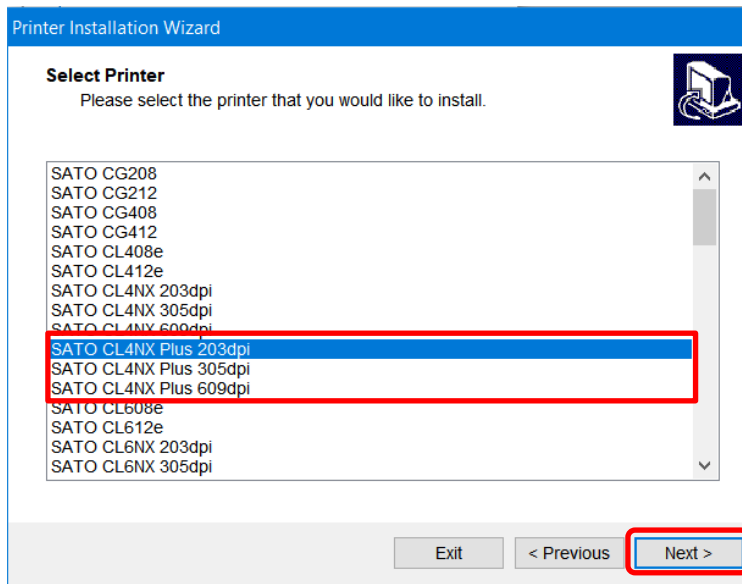 Printer Installation Wizard
Select Printer
Please select the printer that you would like to install.
SATO CG208
SATO CG212
SATO CG408
SATO CG412
SATO CL408e
SATO CL412e
SATO CL4NX 203dpi
SATO CL4NX 305dpi
SATO CL4NX 609dpi
SATO CL4NX Plus 203dpi
SATO CL4NX Plus 305dpi
SATO CL4NX Plus 609dpi
SATO CL608e
SATO CL612e
SATO CL6NX 203dpi
SATO CL6NX 305dpi
Exit < Previous Next >